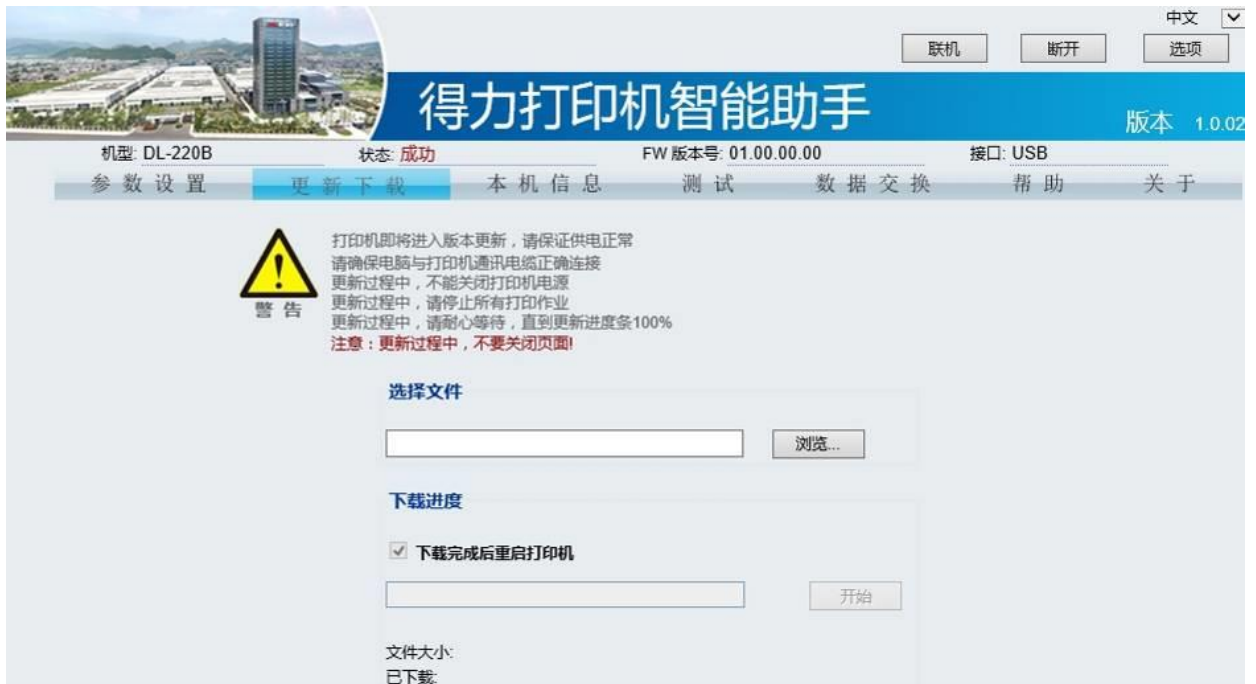 中文
联机 断开 选项
得力打印机智能助手
版本 1.0.02
机型: DL-220B 状态: 成功 FW 版本号: 01.00.00.00 接口: USB
参数设置 更新下载 本机信息 测试 数据交换 帮助 关于
打印机即将进入版本更新，请保证供电正常
请确保电脑与打印机通讯电缆正确连接
更新过程中，不能关闭打印机电源
更新过程中，请停止所有打印作业
更新过程中，请耐心等待，直到更新进度条100%
注意：更新过程中，不要关闭页面!
警告
选择文件
浏览...
下载进度
下载完成后重启打印机
开始
文件大小:
已下载: